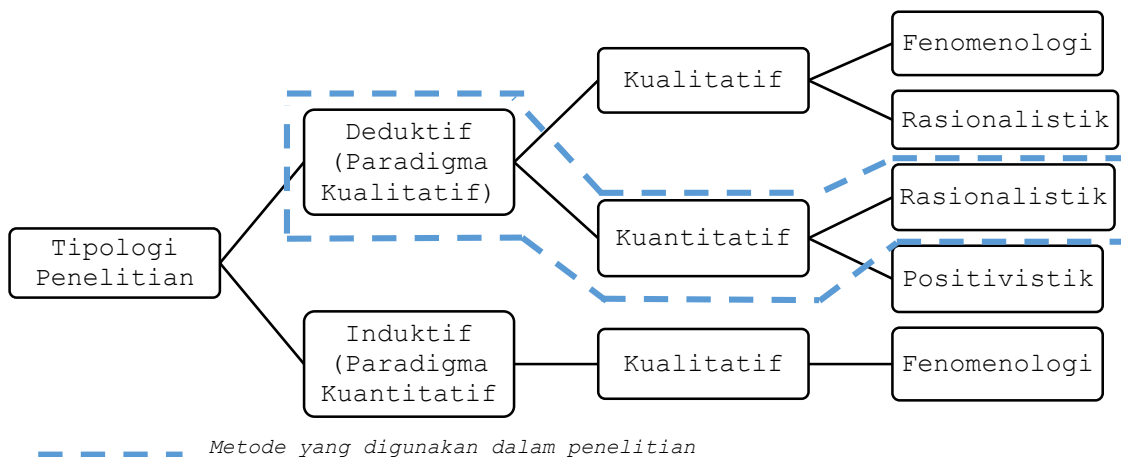 Tipologi
Penelitian
Deduktif
(Paradigma
Kualitatif)
Induktif
(Paradigma
Kuantitatif
Kualitatif
Kuantitatif
Kualitatif
Fenomenologi
Rasionalistik
Rasionalistik
Positivistik
Fenomenologi
Metode yang digunakan dalam penelitian